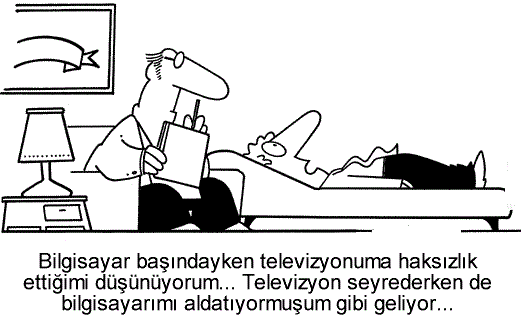 Bilgisayar başındayken televizyonuma haksızlık
ettiğimi düşünüyorum... Televizyon seyrederken de
bilgisayarımı aldatıyormuşum gibi geliyor...